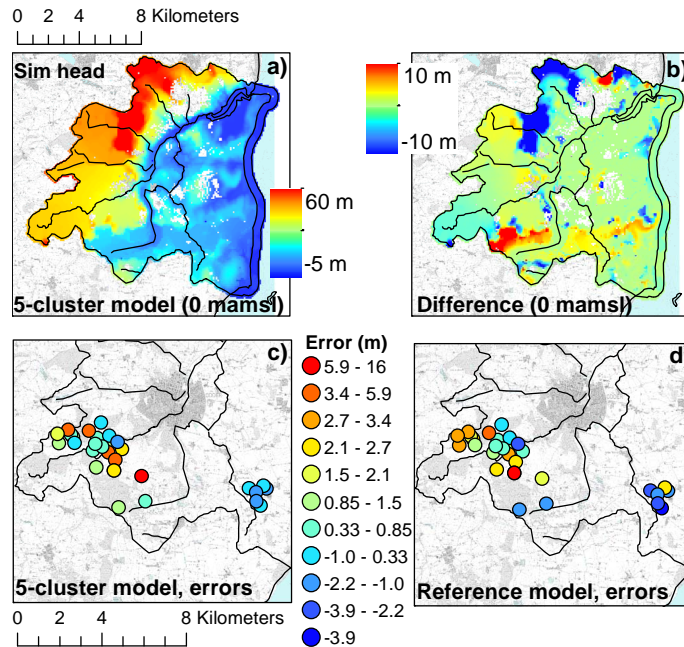 0 2 4 8 Kilometers
Sim head
a)
60 m
-5 m
5-cluster model (0 mamsl)
b)
10 m
-10 m
Difference (0 mamsl)
c)
5-cluster model, errors
Error (m)
5.9 - 16
3.4 - 5.9
2.7 - 3.4
2.1 - 2.7
1.5 - 2.1
0.85 - 1.5
0.33 - 0.85
-1.0 - 0.33
-2.2 - -1.0
-3.9 - -2.2
-3.9
d)
Reference model, errors
0 2 4 8 Kilometers